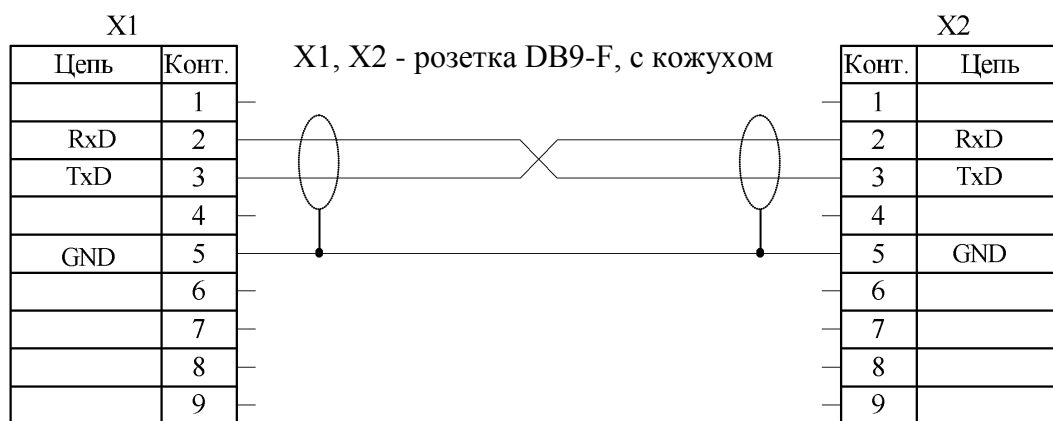 X1 X2
X1, X2 - розетка DB9-F, с кожухом
Цепь Конт. Конт. Цепь
1 1
RxD 2 2 RxD
TxD 3 3 TxD
4 4
GND 5 5 GND
6 6
7 7
8 8
9 9